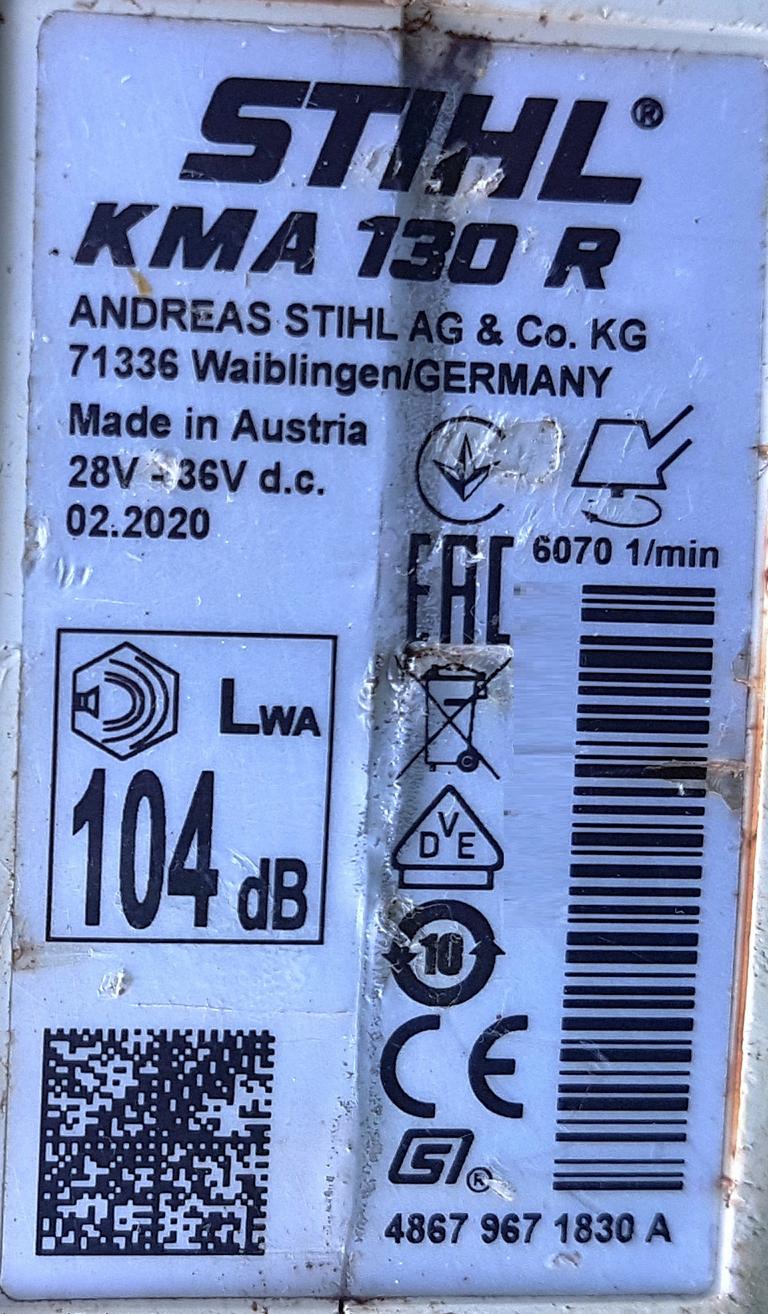 STIHL®
KMA 130 R
ANDREAS STIHL AG & Co. KG
71336 Waiblingen/GERMANY
Made in Austria
28V - 36V d.c.
02.2020
6070 1/min
EAC
LWA
104 dB
DVE
10
CE
®
4867 967 1830 A